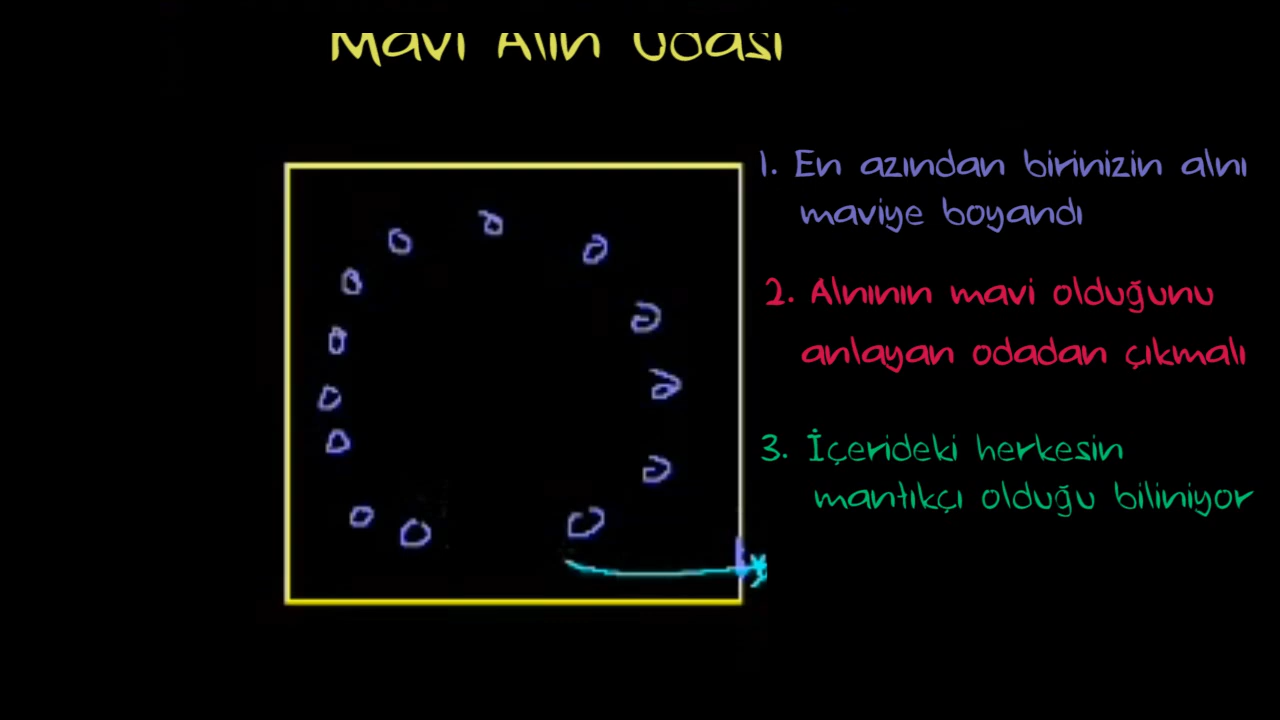 Mavi Alın Odası
1. En azından birinizin alnı
maviye boyandı
2. Alnının mavi olduğunu
anlayan odadan çıkmalı
3. İçerideki herkesin
mantıkçı olduğu biliniyor